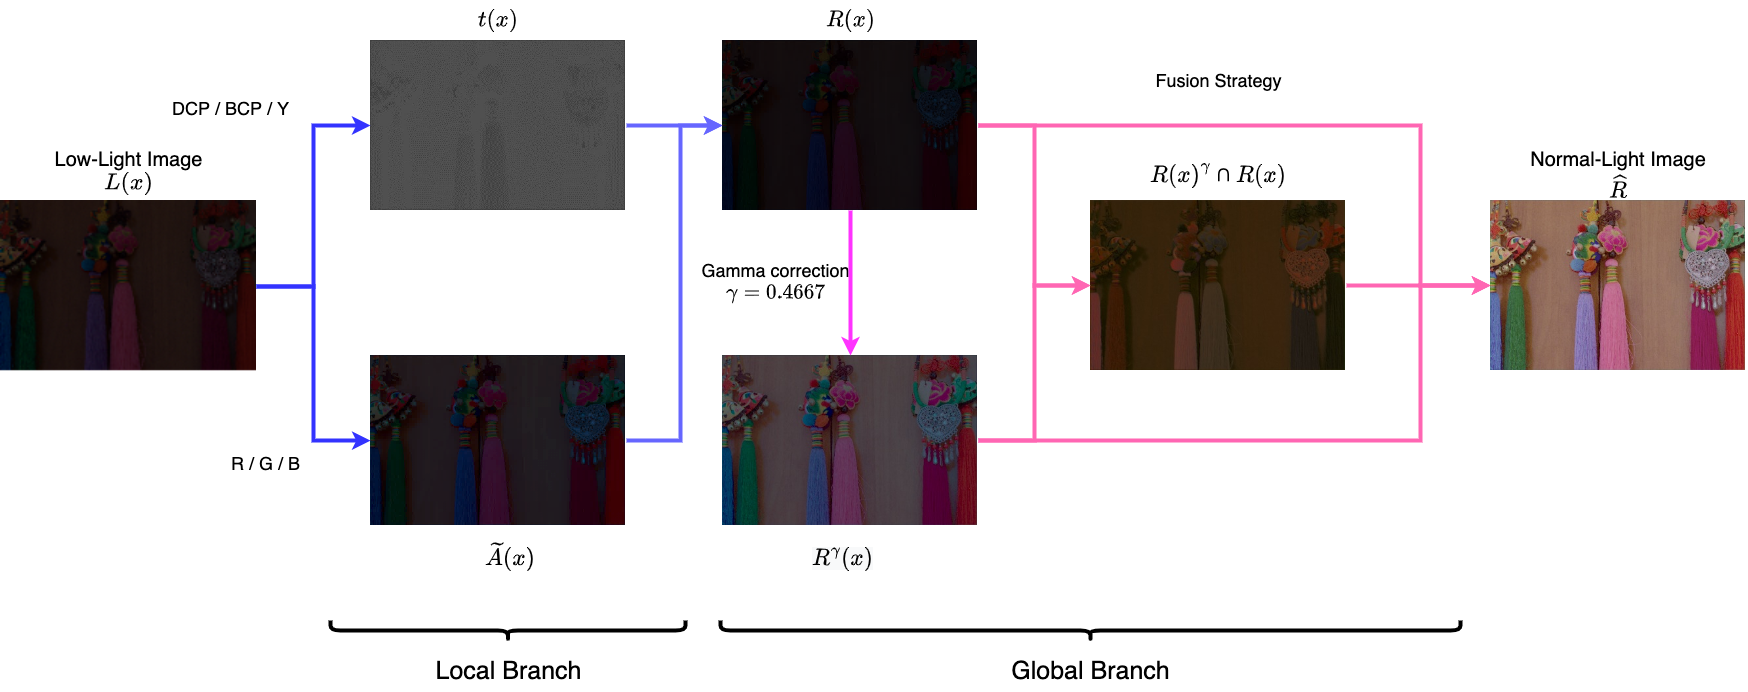 t(x)
R(x)
Fusion Strategy
DCP / BCP / Y
Low-Light Image
L(x)
R(x)^γ ∩ R(x)
Normal-Light Image
R̂
Gamma correction
γ = 0.4667
R / G / B
Ã(x)
R^γ(x)
Local Branch
Global Branch